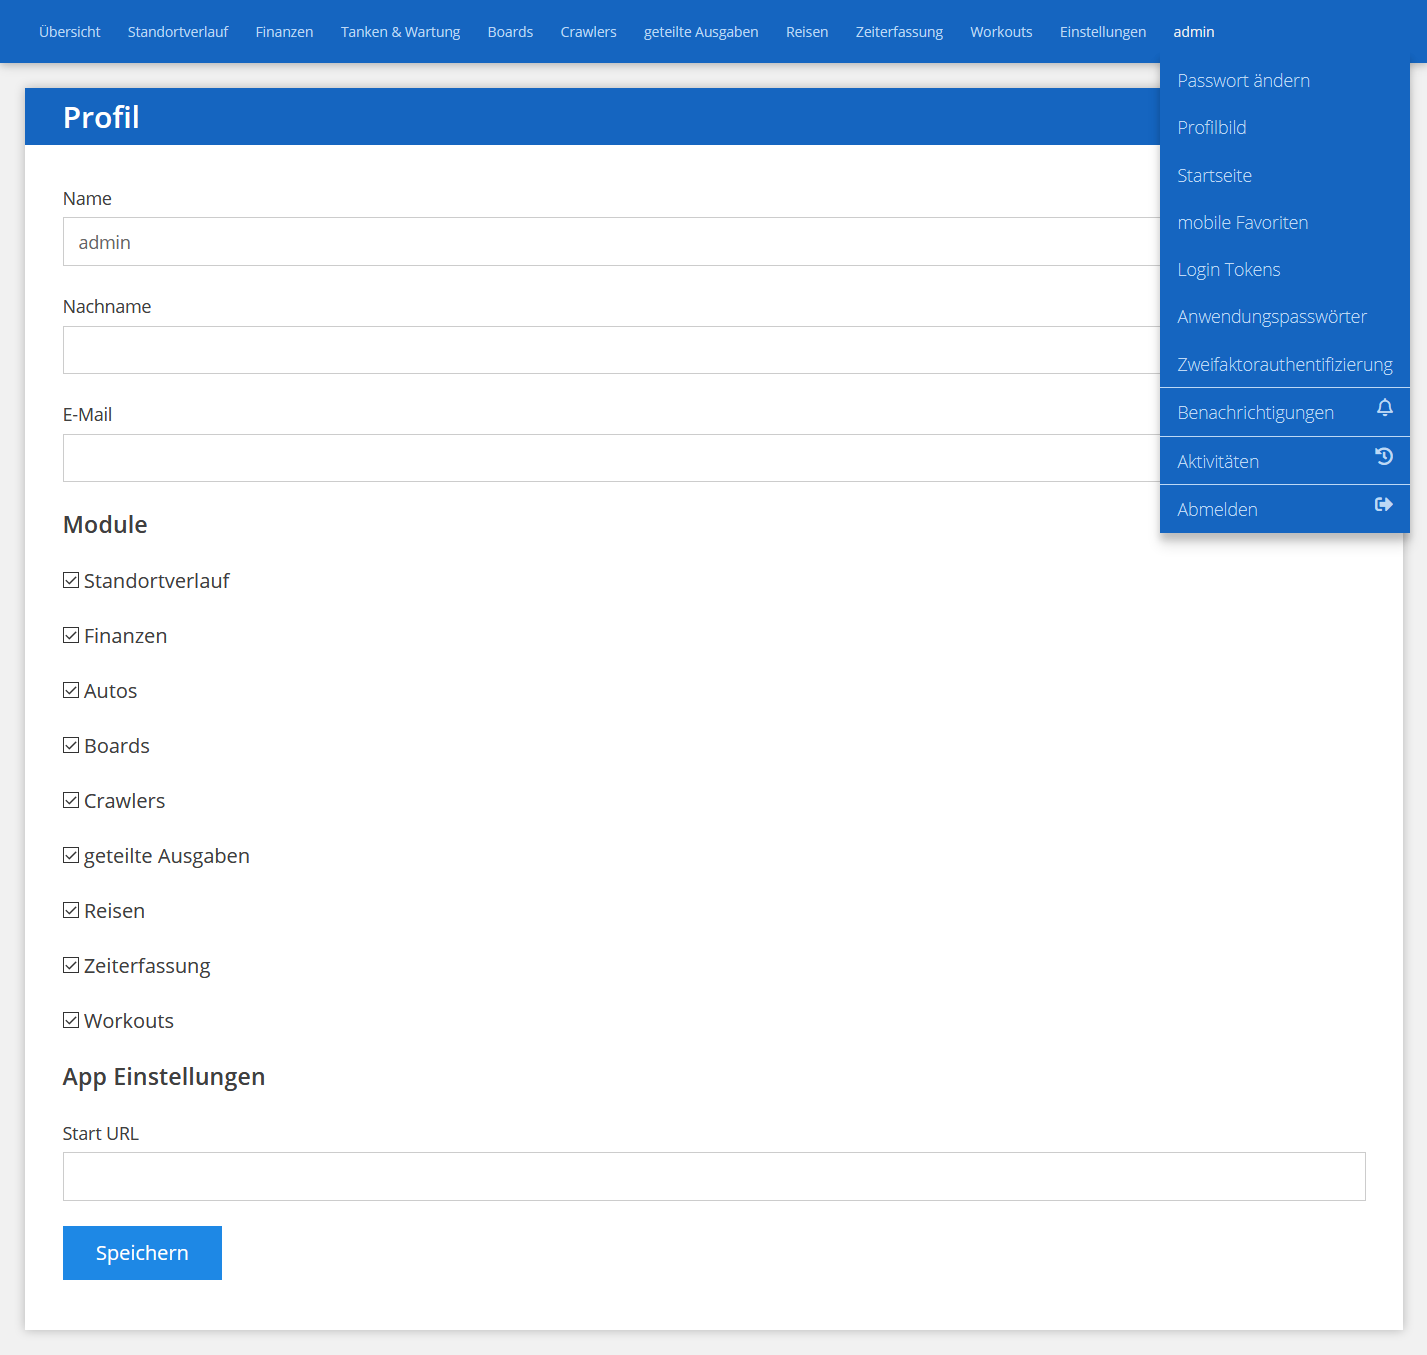 Übersicht Standortverlauf Finanzen Tanken & Wartung Boards Crawlers geteilte Ausgaben Reisen Zeiterfassung Workouts Einstellungen admin
Passwort ändern
Profilbild
Startseite
mobile Favoriten
Login Tokens
Anwendungspasswörter
Zweifaktorauthentifizierung
Benachrichtigungen
Aktivitäten
Abmelden
Profil
Name
admin
Nachname
E-Mail
Module
Standortverlauf
Finanzen
Autos
Boards
Crawlers
geteilte Ausgaben
Reisen
Zeiterfassung
Workouts
App Einstellungen
Start URL
Speichern